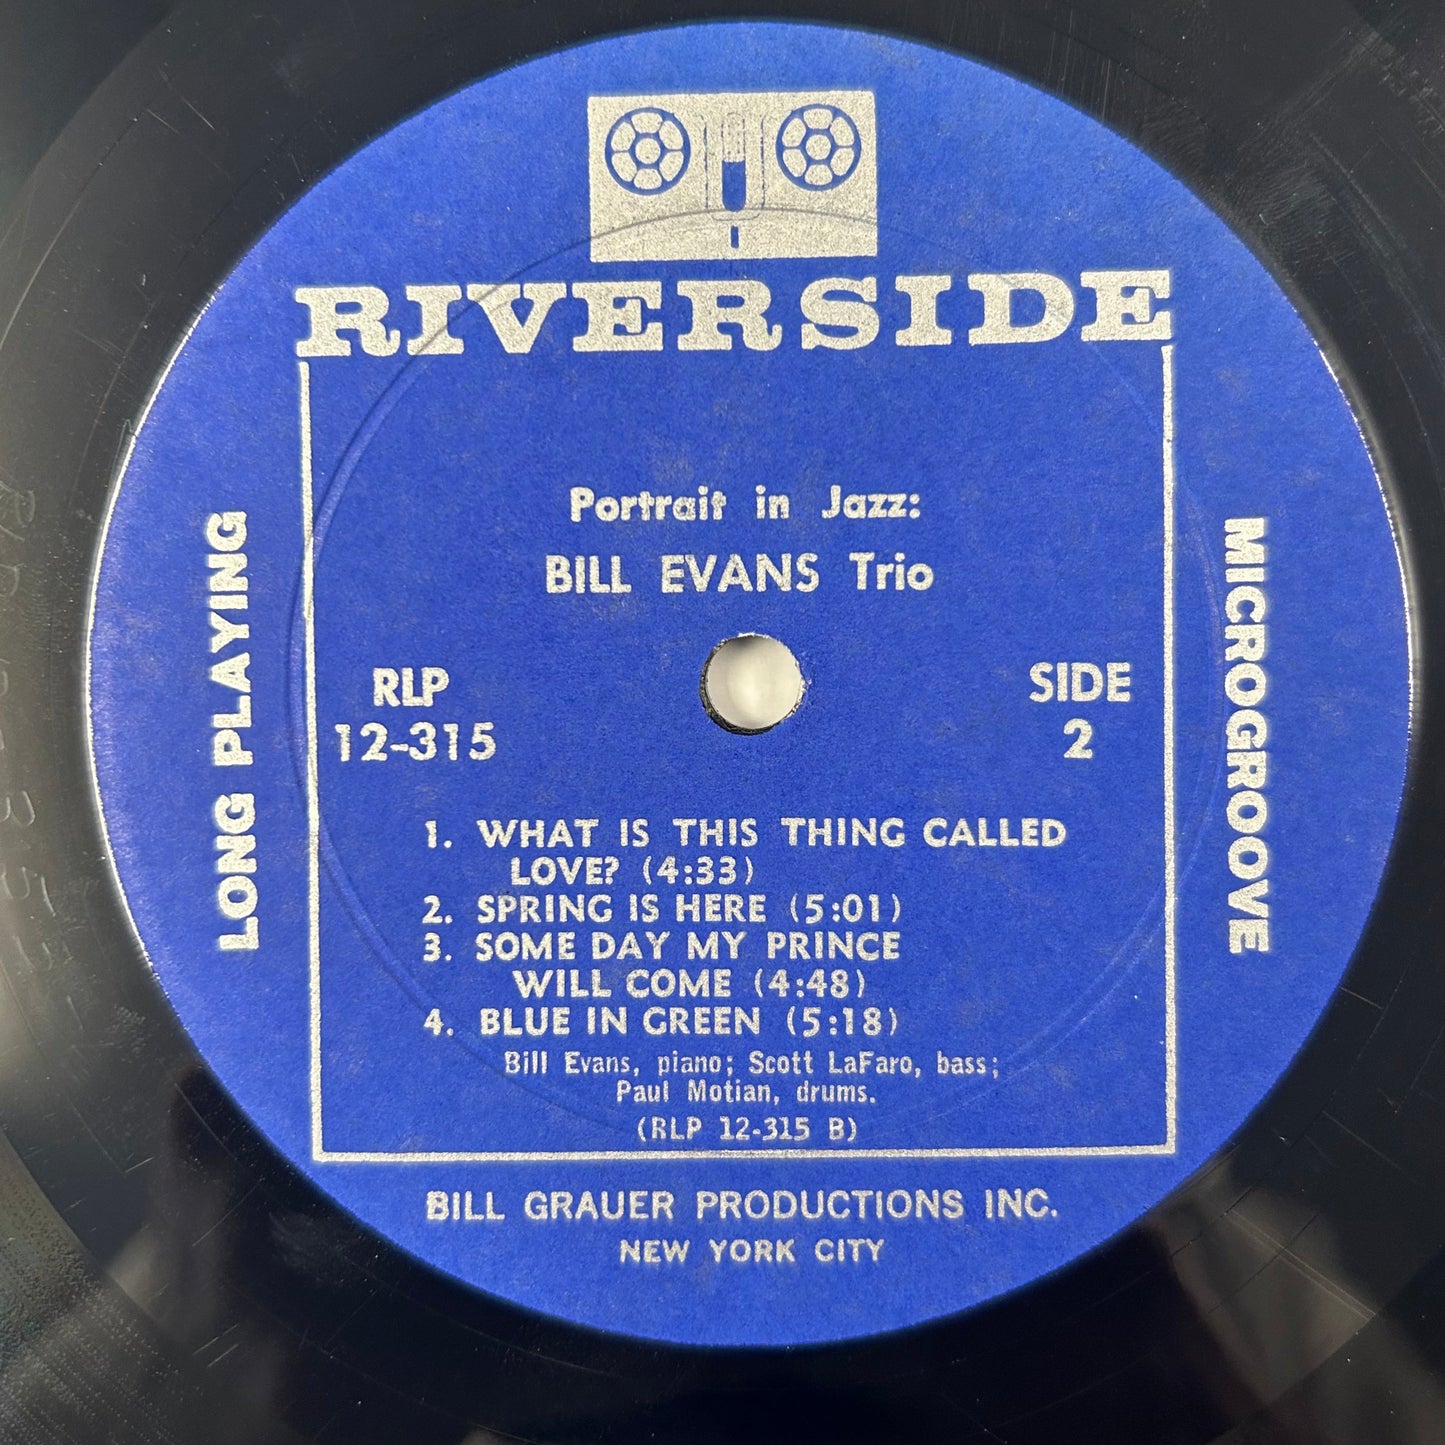 RIVERSIDE
Portrait in Jazz:
BILL EVANS Trio
RLP
12-315
SIDE
2
LONG PLAYING
MICROGROOVE
1. WHAT IS THIS THING CALLED
LOVE? (4:33)
2. SPRING IS HERE (5:01)
3. SOME DAY MY PRINCE
WILL COME (4:48)
4. BLUE IN GREEN (5:18)
Bill Evans, piano; Scott LaFaro, bass;
Paul Motian, drums.
(RLP 12-315 B)
BILL GRAUER PRODUCTIONS INC.
NEW YORK CITY